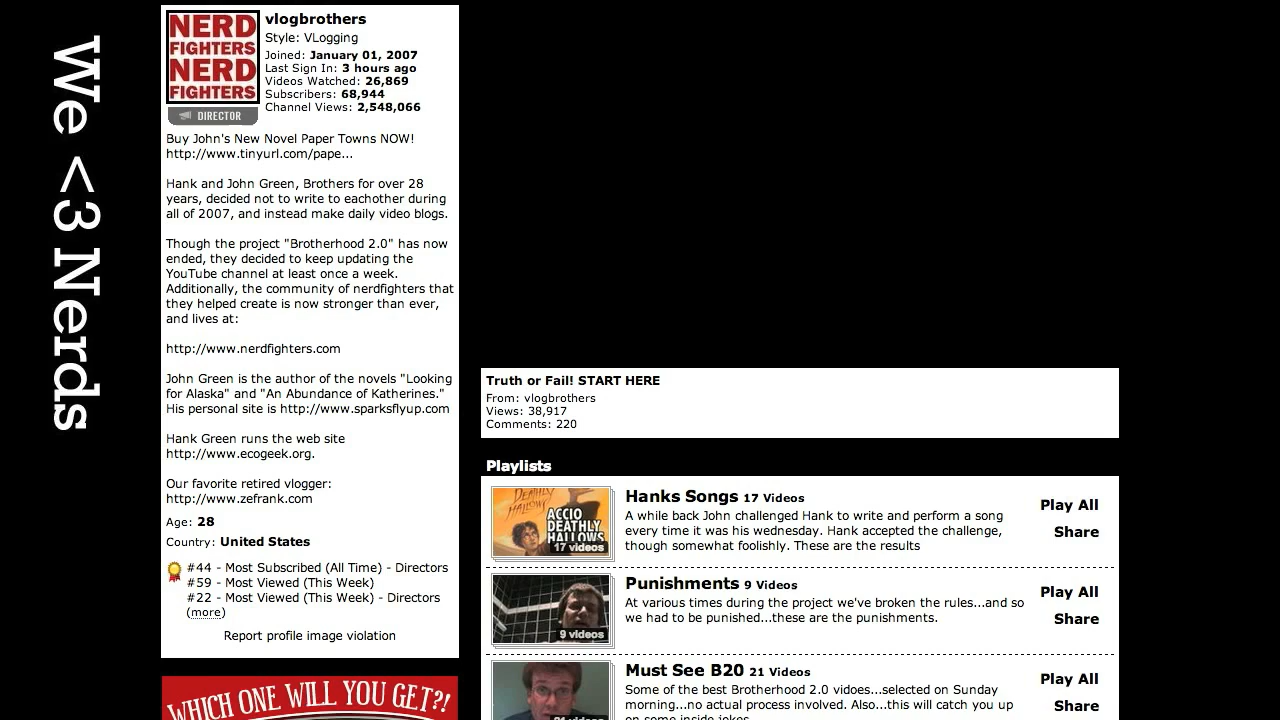 We <3 Nerds
NERD
FIGHTERS
NERD
FIGHTERS
DIRECTOR
vlogbrothers
Style: VLogging
Joined: January 01, 2007
Last Sign In: 3 hours ago
Videos Watched: 26,869
Subscribers: 68,944
Channel Views: 2,548,066
Buy John's New Novel Paper Towns NOW!
http://www.tinyurl.com/pape...
Hank and John Green, Brothers for over 28
years, decided not to write to eachother during
all of 2007, and instead make daily video blogs.
Though the project "Brotherhood 2.0" has now
ended, they decided to keep updating the
YouTube channel at least once a week.
Additionally, the community of nerdfighters that
they helped create is now stronger than ever,
and lives at:
http://www.nerdfighters.com
John Green is the author of the novels "Looking
for Alaska" and "An Abundance of Katherines."
His personal site is http://www.sparksflyup.com
Hank Green runs the web site
http://www.ecogeek.org.
Our favorite retired vlogger:
http://www.zefrank.com
Age: 28
Country: United States
#44 - Most Subscribed (All Time) - Directors
#59 - Most Viewed (This Week)
#22 - Most Viewed (This Week) - Directors
(more)
Report profile image violation
WHICH ONE WILL YOU GET?!
Truth or Fail! START HERE
From: vlogbrothers
Views: 38,917
Comments: 220
Playlists
DEATHLY
HALLOWS
ACCIO
DEATHLY
HALLOWS
17 videos
Hanks Songs 17 Videos
A while back John challenged Hank to write and perform a song
every time it was his wednesday. Hank accepted the challenge,
though somewhat foolishly. These are the results
Play All
Share
9 videos
Punishments 9 Videos
At various times during the project we've broken the rules...and so
we had to be punished...these are the punishments.
Play All
Share
21 videos
Must See B20 21 Videos
Some of the best Brotherhood 2.0 vidoes...selected on Sunday
morning...no actual process involved. Also...this will catch you up
on some inside jokes
Play All
Share